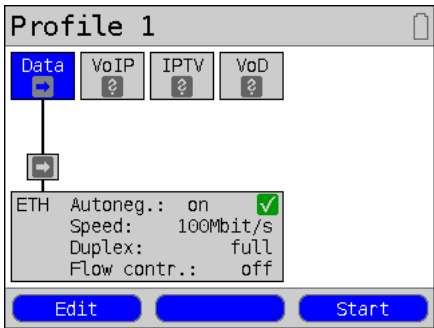 Profile 1
Data VoIP IPTV VoD
ETH Autoneg.: on
Speed: 100Mbit/s
Duplex: full
Flow contr.: off
Edit Start